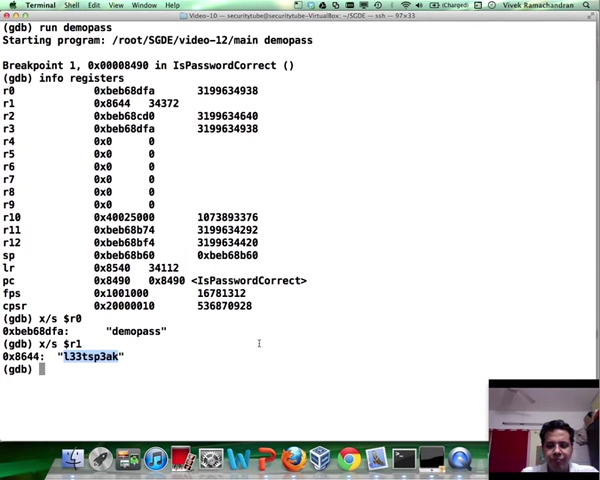 Terminal Shell Edit View Window Help (Charged) Vivek Ramachandran
Video-10 — securitytube@securitytube-VirtualBox: ~/SGDE — ssh — 97×33
(gdb) run demopass
Starting program: /root/SGDE/video-12/main demopass
Breakpoint 1, 0x00008490 in IsPasswordCorrect ()
(gdb) info registers
r0 0xbeb68dfa 3199634938
r1 0x8644 34372
r2 0xbeb68cd0 3199634640
r3 0xbeb68dfa 3199634938
r4 0x0 0
r5 0x0 0
r6 0x0 0
r7 0x0 0
r8 0x0 0
r9 0x0 0
r10 0x40025000 1073893376
r11 0xbeb68b74 3199634292
r12 0xbeb68bf4 3199634420
sp 0xbeb68b60 0xbeb68b60
lr 0x8540 34112
pc 0x8490 0x8490 <IsPasswordCorrect>
fps 0x1001000 16781312
cpsr 0x20000010 536870928
(gdb) x/s $r0
0xbeb68dfa: "demopass"
(gdb) x/s $r1
0x8644: "l33tsp3ak"
(gdb)